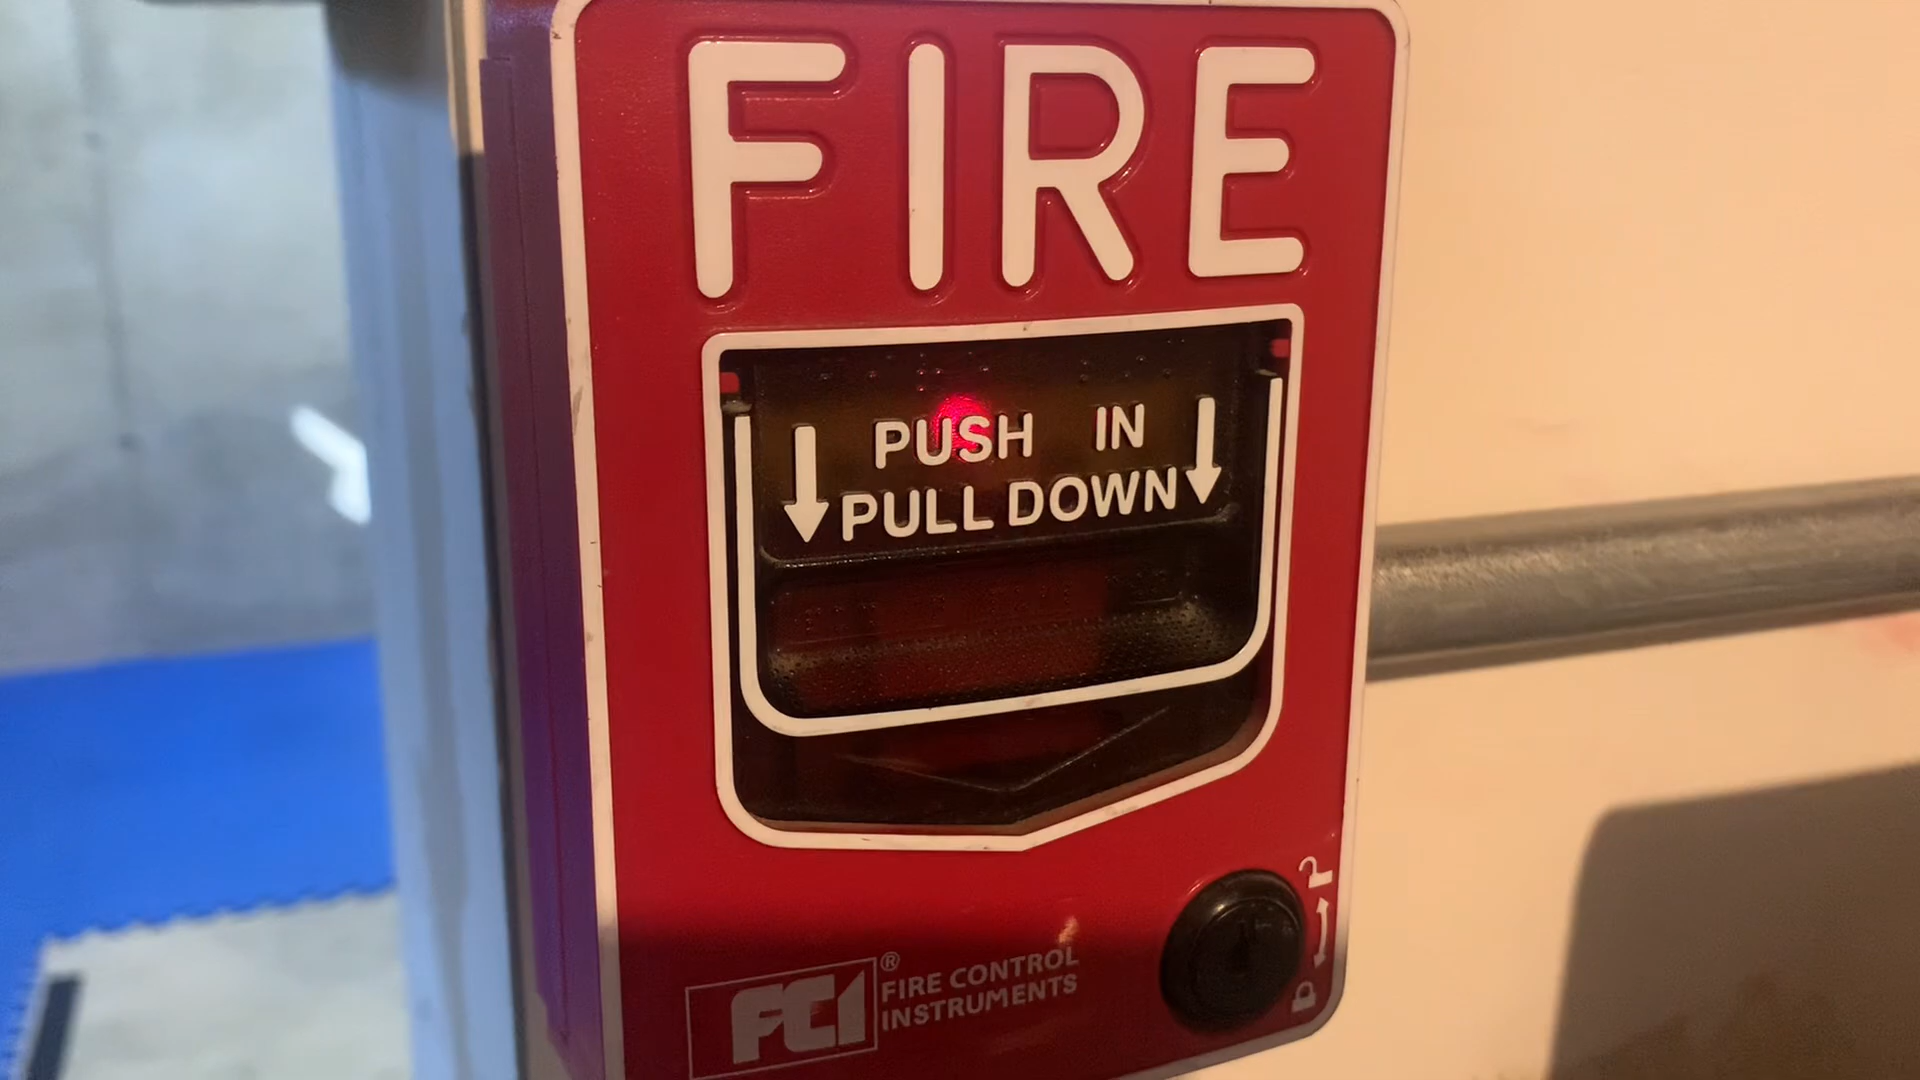 FIRE
PUSH IN
PULL DOWN
FCI® FIRE CONTROL
INSTRUMENTS